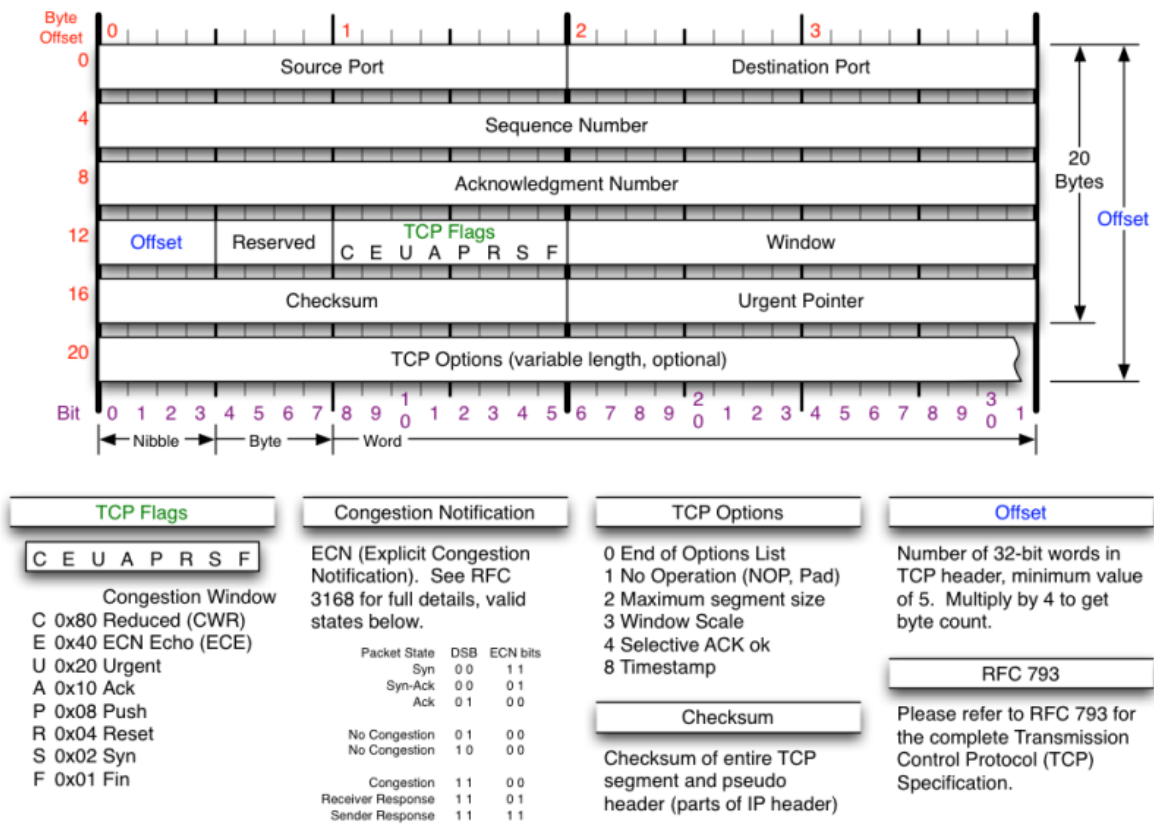 Byte
Offset
0 1 2 3
0 Source Port Destination Port
4 Sequence Number
8 Acknowledgment Number
20
Bytes
Offset
12 Offset Reserved TCP Flags Window
C E U A P R S F
16 Checksum Urgent Pointer
20 TCP Options (variable length, optional)
Bit 0 1 2 3 4 5 6 7 8 9 10 1 2 3 4 5 6 7 8 9 20 1 2 3 4 5 6 7 8 9 30 1
Nibble Byte Word
TCP Flags
C E U A P R S F
Congestion Window
C 0x80 Reduced (CWR)
E 0x40 ECN Echo (ECE)
U 0x20 Urgent
A 0x10 Ack
P 0x08 Push
R 0x04 Reset
S 0x02 Syn
F 0x01 Fin
Congestion Notification
ECN (Explicit Congestion
Notification). See RFC
3168 for full details, valid
states below.
Packet State DSB ECN bits
Syn 0 0 1 1
Syn-Ack 0 0 0 1
Ack 0 1 0 0
No Congestion 0 1 0 0
No Congestion 1 0 0 0
Congestion 1 1 0 0
Receiver Response 1 1 0 1
Sender Response 1 1 1 1
TCP Options
0 End of Options List
1 No Operation (NOP, Pad)
2 Maximum segment size
3 Window Scale
4 Selective ACK ok
8 Timestamp
Checksum
Checksum of entire TCP
segment and pseudo
header (parts of IP header)
Offset
Number of 32-bit words in
TCP header, minimum value
of 5. Multiply by 4 to get
byte count.
RFC 793
Please refer to RFC 793 for
the complete Transmission
Control Protocol (TCP)
Specification.